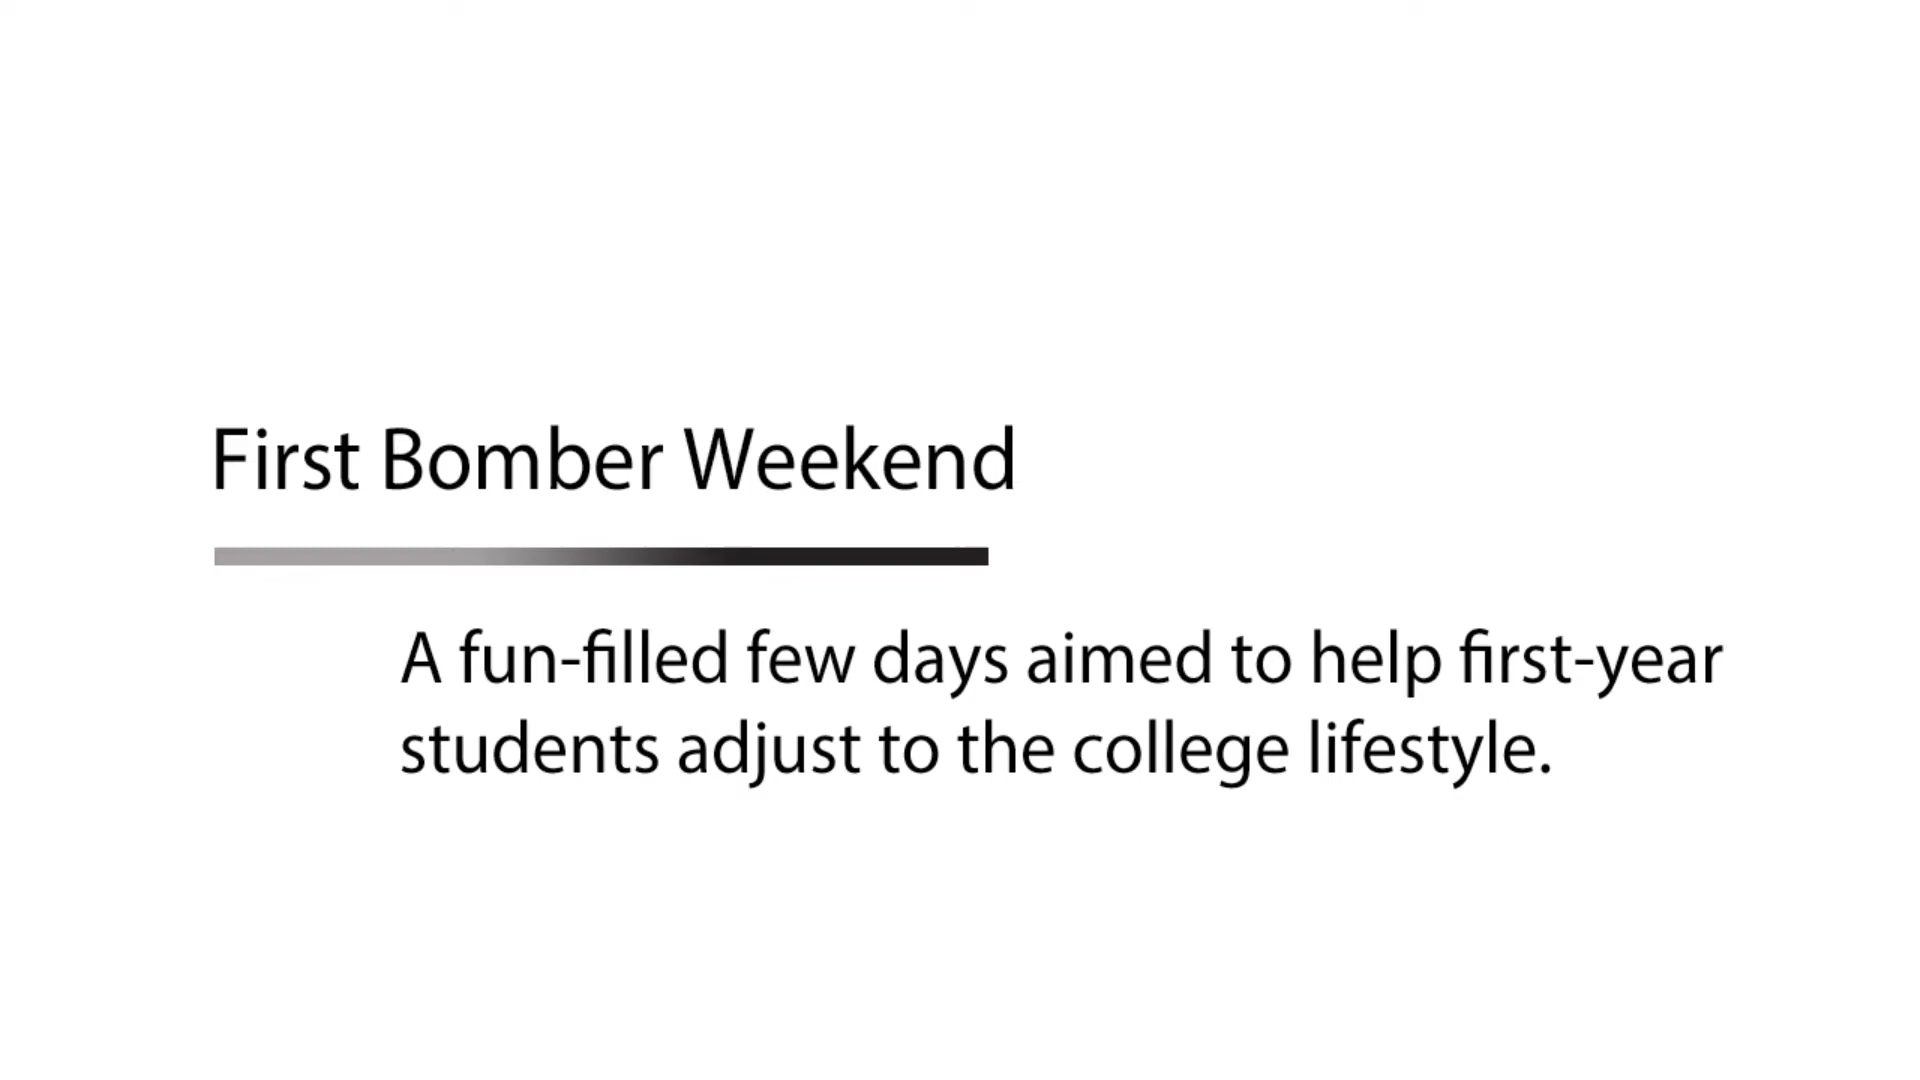 First Bomber Weekend
A fun-filled few days aimed to help first-year
students adjust to the college lifestyle.